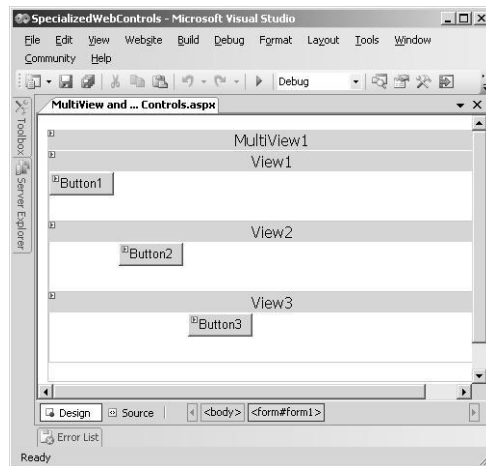 SpecializedWebControls - Microsoft Visual Studio
File Edit View Website Build Debug Format Layout Tools Window
Community Help
Debug
MultiView and ... Controls.aspx
Toolbox
Server Explorer
MultiView1
View1
Button1
View2
Button2
View3
Button3
Design Source <body> <form#form1>
Error List
Ready